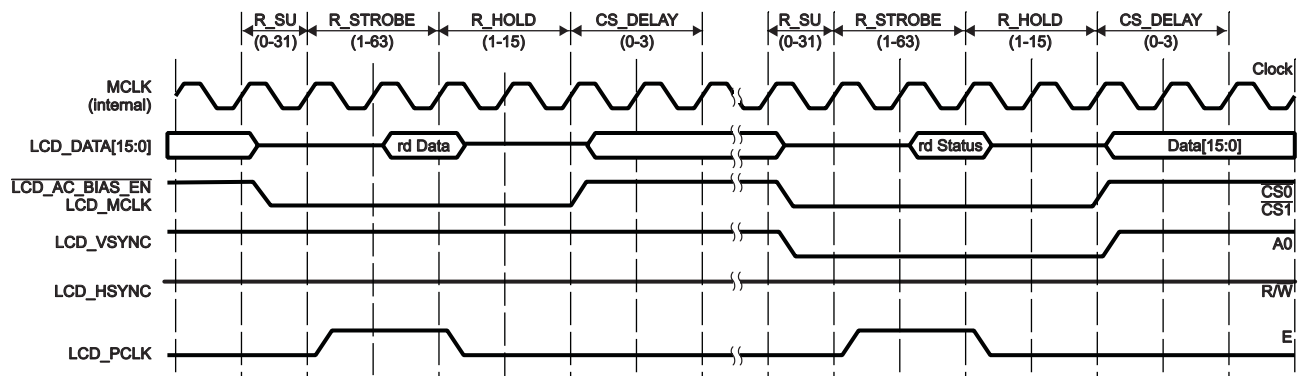 R_SU R_STROBE R_HOLD CS_DELAY R_SU R_STROBE R_HOLD CS_DELAY
(0-31) (1-63) (1-15) (0-3) (0-31) (1-63) (1-15) (0-3)
Clock
MCLK
(internal)
LCD_DATA[15:0] rd Data rd Status Data[15:0]
LCD_AC_BIAS_EN CS0
LCD_MCLK CS1
LCD_VSYNC A0
LCD_HSYNC R/W
LCD_PCLK E